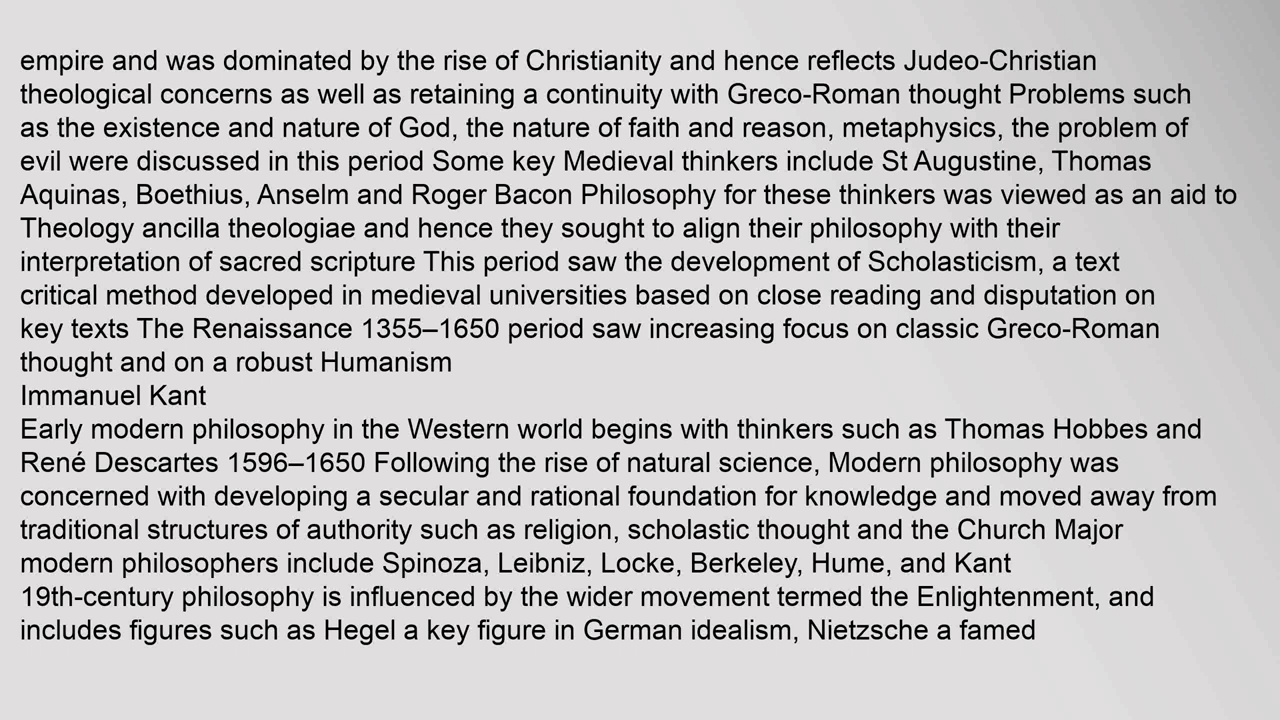 empire and was dominated by the rise of Christianity and hence reflects Judeo-Christian
theological concerns as well as retaining a continuity with Greco-Roman thought Problems such
as the existence and nature of God, the nature of faith and reason, metaphysics, the problem of
evil were discussed in this period Some key Medieval thinkers include St Augustine, Thomas
Aquinas, Boethius, Anselm and Roger Bacon Philosophy for these thinkers was viewed as an aid to
Theology ancilla theologiae and hence they sought to align their philosophy with their
interpretation of sacred scripture This period saw the development of Scholasticism, a text
critical method developed in medieval universities based on close reading and disputation on
key texts The Renaissance 1355–1650 period saw increasing focus on classic Greco-Roman
thought and on a robust Humanism
Immanuel Kant
Early modern philosophy in the Western world begins with thinkers such as Thomas Hobbes and
René Descartes 1596–1650 Following the rise of natural science, Modern philosophy was
concerned with developing a secular and rational foundation for knowledge and moved away from
traditional structures of authority such as religion, scholastic thought and the Church Major
modern philosophers include Spinoza, Leibniz, Locke, Berkeley, Hume, and Kant
19th-century philosophy is influenced by the wider movement termed the Enlightenment, and
includes figures such as Hegel a key figure in German idealism, Nietzsche a famed